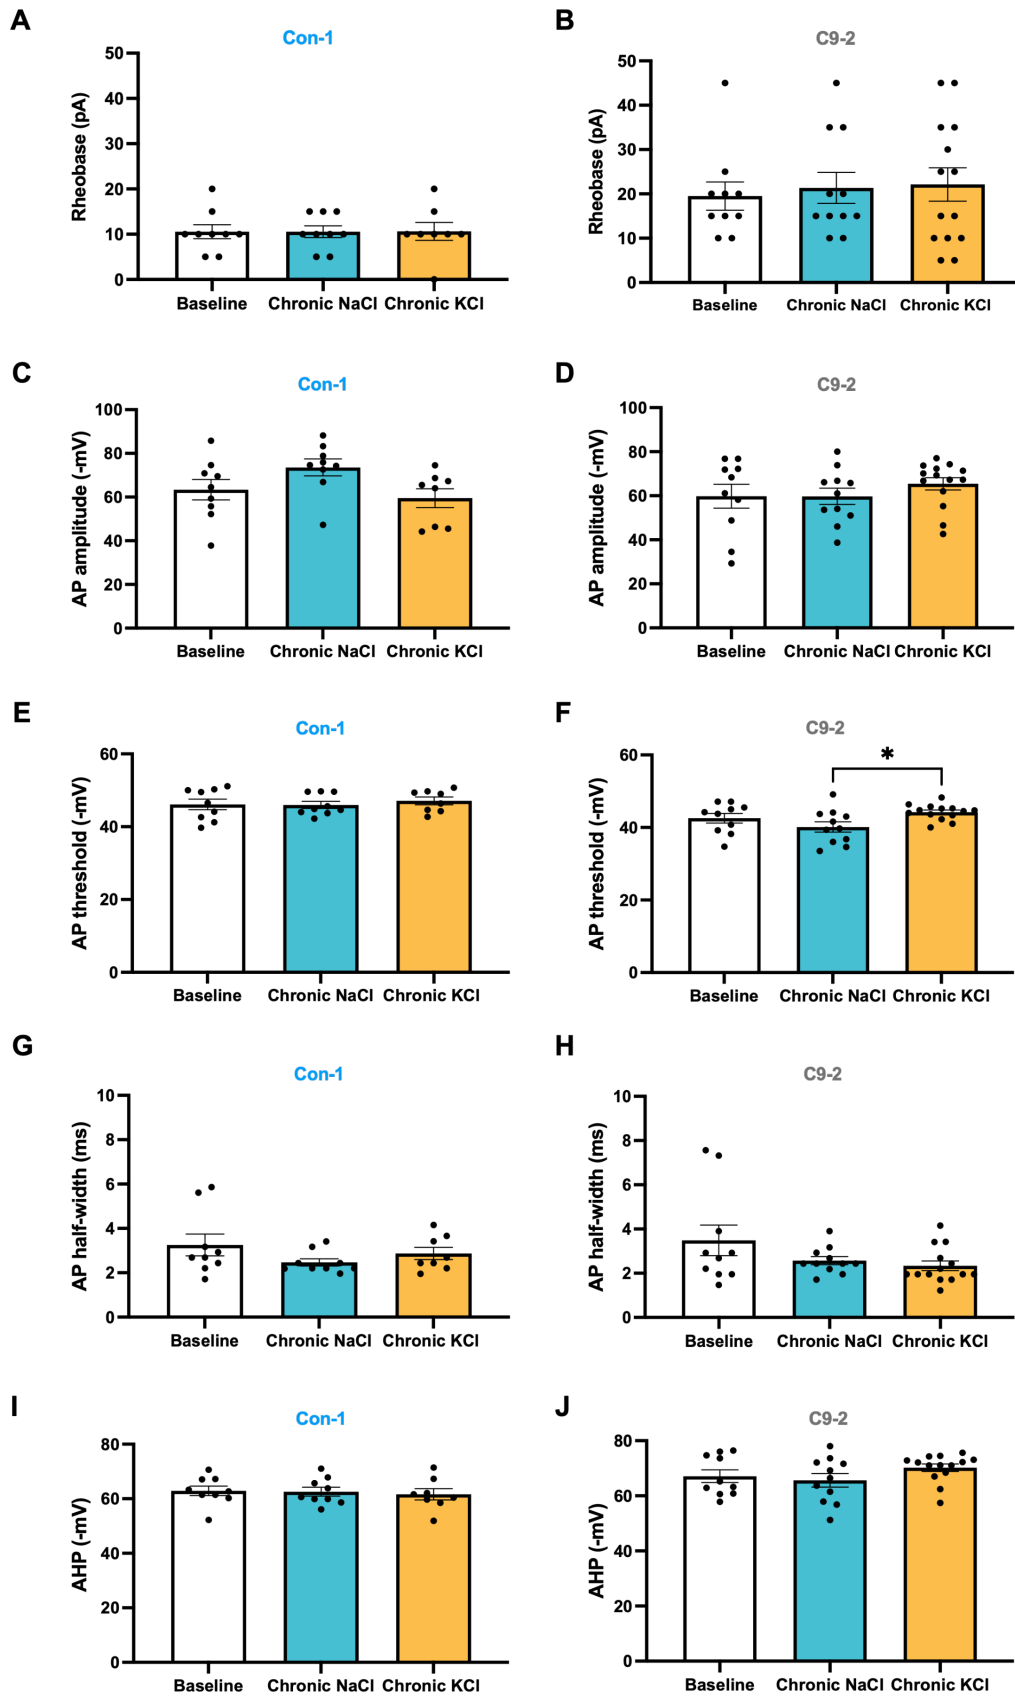 A
Con-1
Rheobase (pA)
50
40
30
20
10
0
Baseline Chronic NaCl Chronic KCl
B
C9-2
Rheobase (pA)
50
40
30
20
10
0
Baseline Chronic NaCl Chronic KCl
C
Con-1
AP amplitude (-mV)
100
80
60
40
20
0
Baseline Chronic NaCl Chronic KCl
D
C9-2
AP amplitude (-mV)
100
80
60
40
20
0
Baseline Chronic NaCl Chronic KCl
E
Con-1
AP threshold (-mV)
60
40
20
0
Baseline Chronic NaCl Chronic KCl
F
C9-2
*
AP threshold (-mV)
60
40
20
0
Baseline Chronic NaCl Chronic KCl
G
Con-1
AP half-width (ms)
10
8
6
4
2
0
Baseline Chronic NaCl Chronic KCl
H
C9-2
AP half-width (ms)
10
8
6
4
2
0
Baseline Chronic NaCl Chronic KCl
I
Con-1
AHP (-mV)
80
60
40
20
0
Baseline Chronic NaCl Chronic KCl
J
C9-2
AHP (-mV)
80
60
40
20
0
Baseline Chronic NaCl Chronic KCl